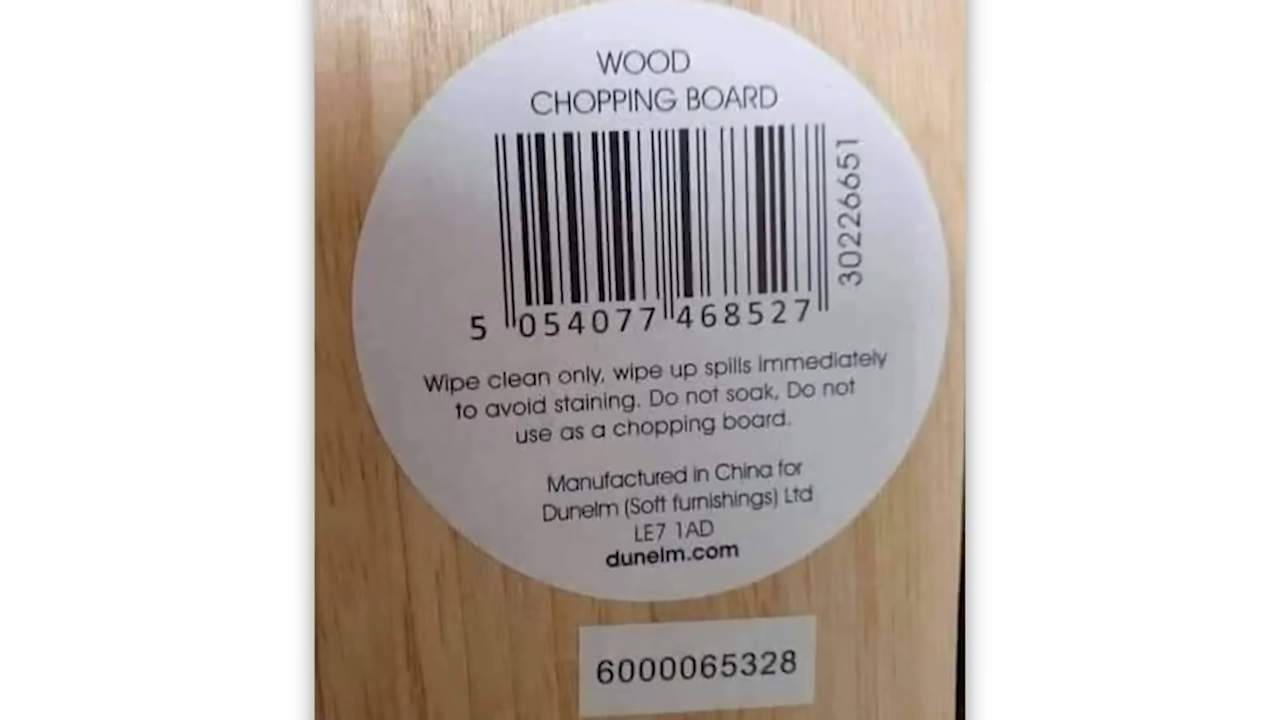 WOOD
CHOPPING BOARD
30226651
5 054077 468527
Wipe clean only, wipe up spills immediately
to avoid staining. Do not soak, Do not
use as a chopping board.
Manufactured in China for
Dunelm (Soft furnishings) Ltd
LE7 1AD
dunelm.com
6000065328